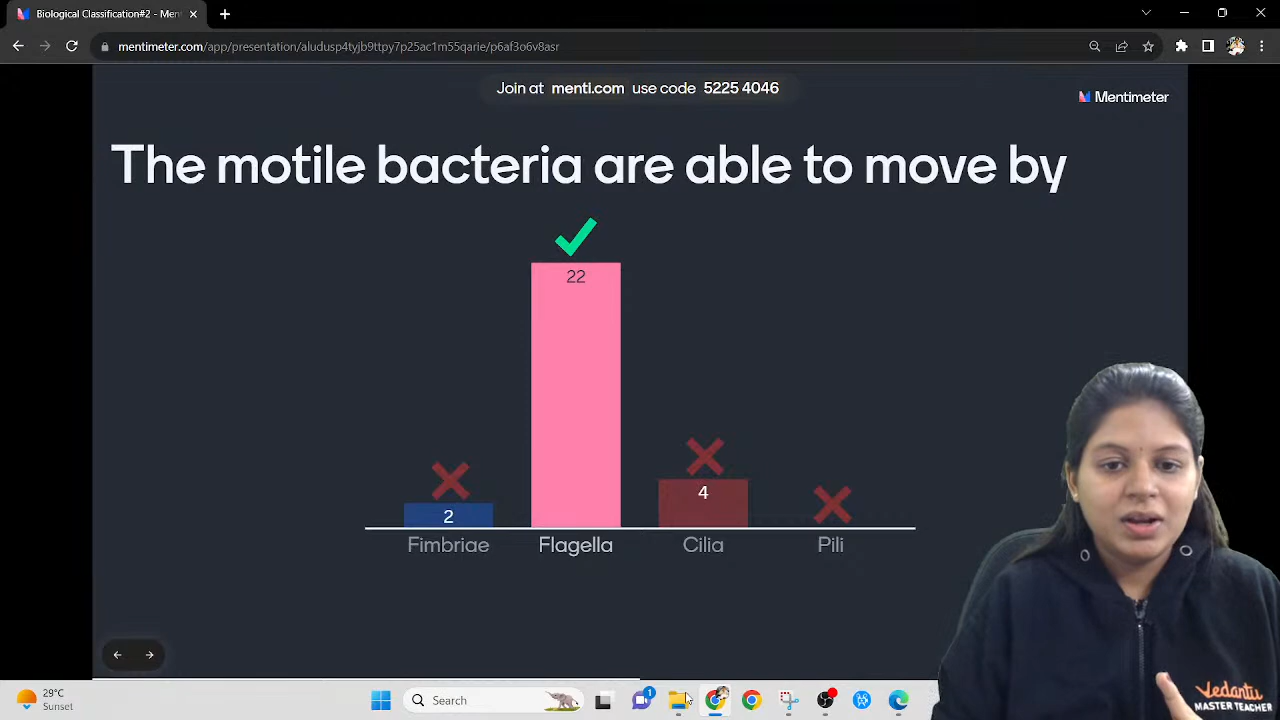 Biological Classification#2 - Men
mentimeter.com/app/presentation/aludusp4tyjb9ttpy7p25ac1m55qarie/p6af3o6v8asr
Join at menti.com use code 5225 4046
Mentimeter
The motile bacteria are able to move by
22
4
2
Fimbriae Flagella Cilia Pili
Vedantu
MASTER TEACHER
29°C
Sunset
Search
1